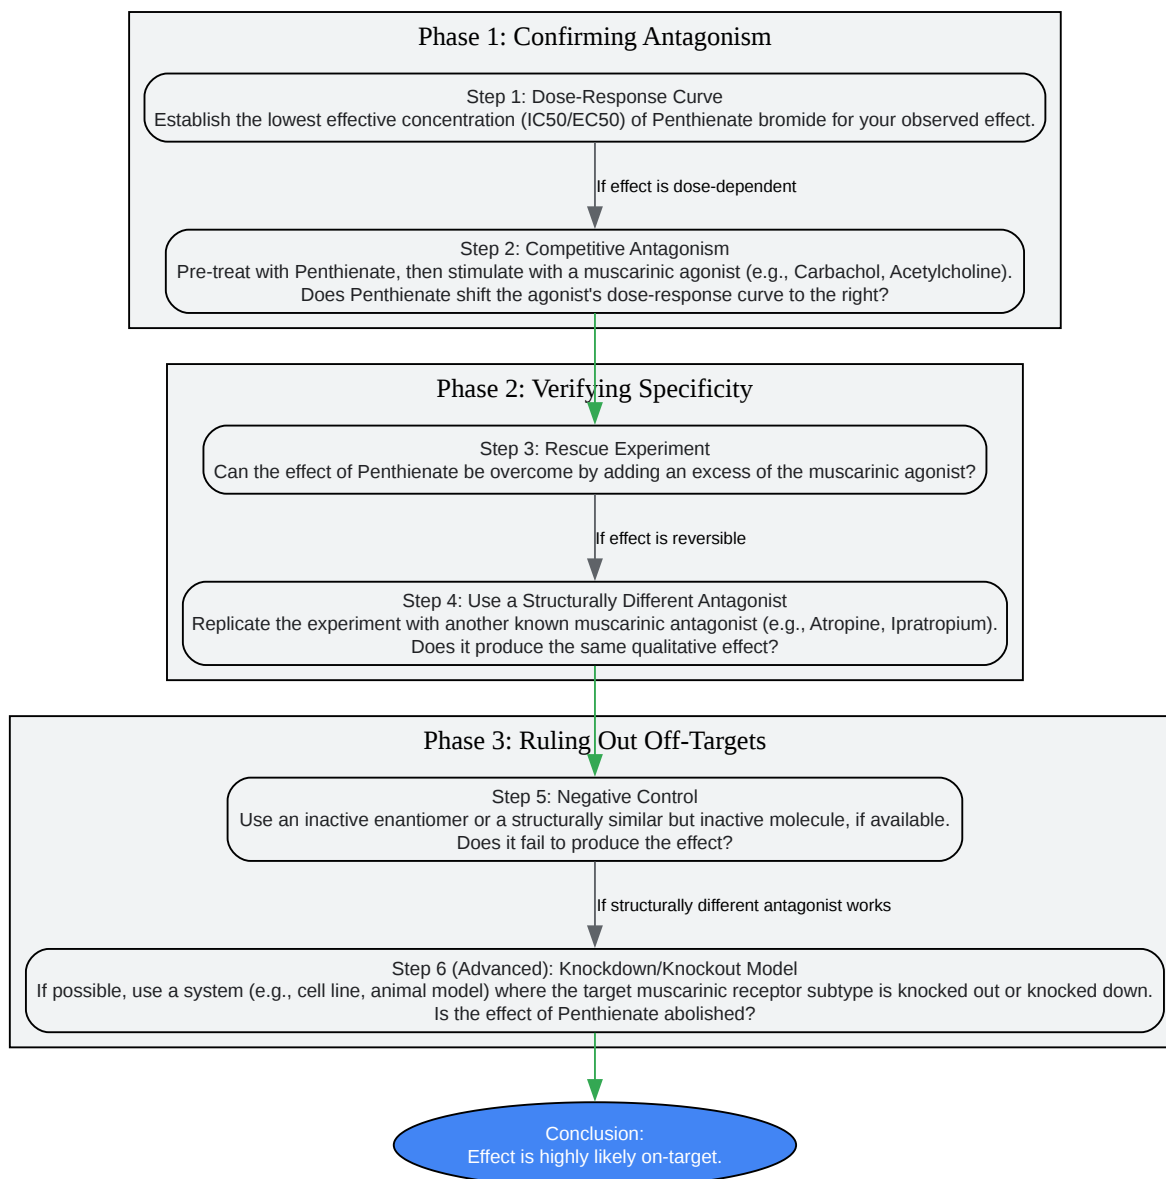 Phase 1: Confirming Antagonism
Step 1: Dose-Response Curve
Establish the lowest effective concentration (IC50/EC50) of Penthienate bromide for your observed effect.
If effect is dose-dependent
Step 2: Competitive Antagonism
Pre-treat with Penthienate, then stimulate with a muscarinic agonist (e.g., Carbachol, Acetylcholine).
Does Penthienate shift the agonist's dose-response curve to the right?
Phase 2: Verifying Specificity
Step 3: Rescue Experiment
Can the effect of Penthienate be overcome by adding an excess of the muscarinic agonist?
If effect is reversible
Step 4: Use a Structurally Different Antagonist
Replicate the experiment with another known muscarinic antagonist (e.g., Atropine, Ipratropium).
Does it produce the same qualitative effect?
Phase 3: Ruling Out Off-Targets
Step 5: Negative Control
Use an inactive enantiomer or a structurally similar but inactive molecule, if available.
Does it fail to produce the effect?
If structurally different antagonist works
Step 6 (Advanced): Knockdown/Knockout Model
If possible, use a system (e.g., cell line, animal model) where the target muscarinic receptor subtype is knocked out or knocked down.
Is the effect of Penthienate abolished?
Conclusion:
Effect is highly likely on-target.